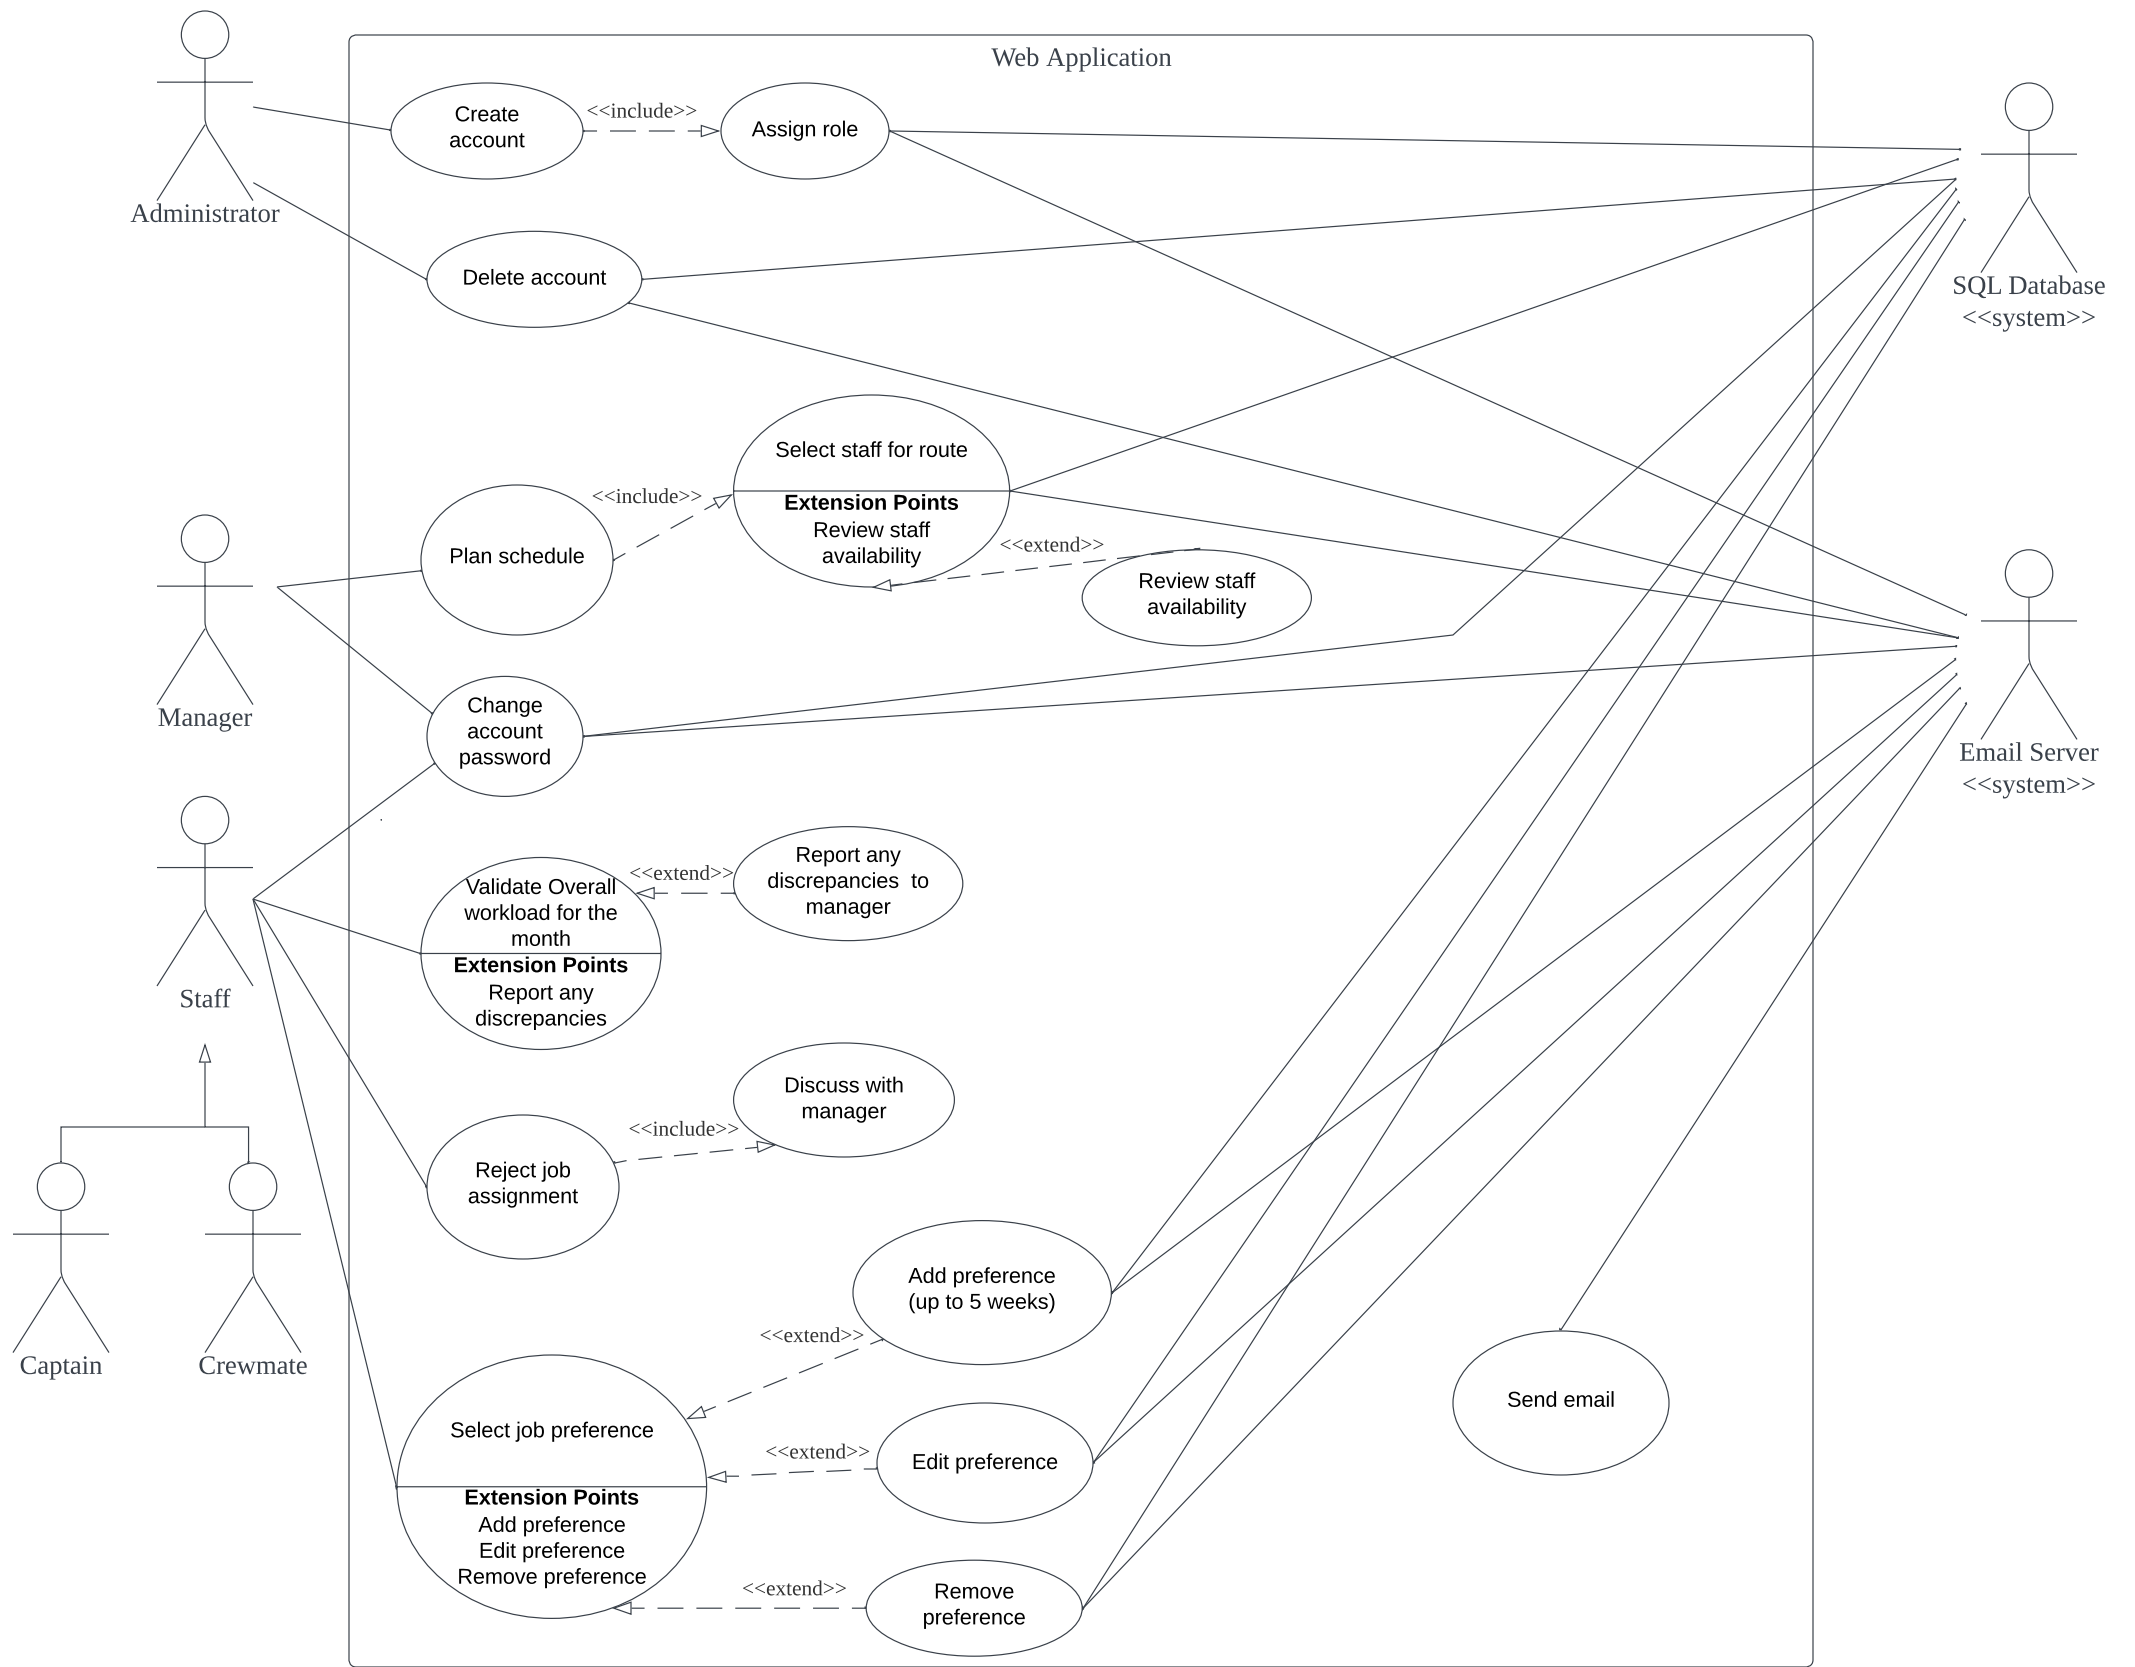 Web Application
Create
account
<<include>>
Assign role
Administrator
Delete account
SQL Database
<<system>>
Select staff for route
Extension Points
Review staff
availability
<<include>>
Plan schedule
<<extend>>
Review staff
availability
Manager
Change
account
password
Email Server
<<system>>
Staff
Validate Overall
workload for the
month
Extension Points
Report any
discrepancies
<<extend>>
Report any
discrepancies  to
manager
Discuss with
manager
<<include>>
Reject job
assignment
Captain
Crewmate
Add preference
(up to 5 weeks)
<<extend>>
Select job preference
Extension Points
Add preference
Edit preference
Remove preference
<<extend>>
Edit preference
Send email
<<extend>>
Remove
preference